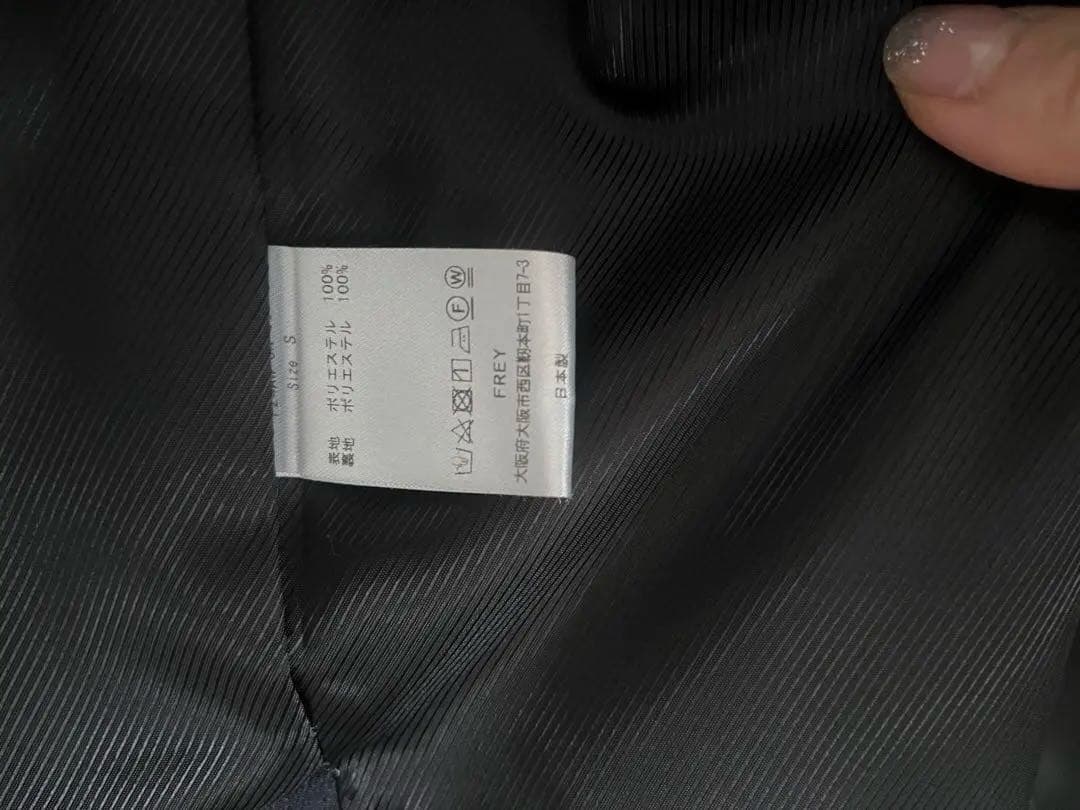 Size S
表地 ポリエステル 100%
裏地 ポリエステル 100%
F W
FREY
大阪府大阪市西区靱本町1丁目7-3
日本製